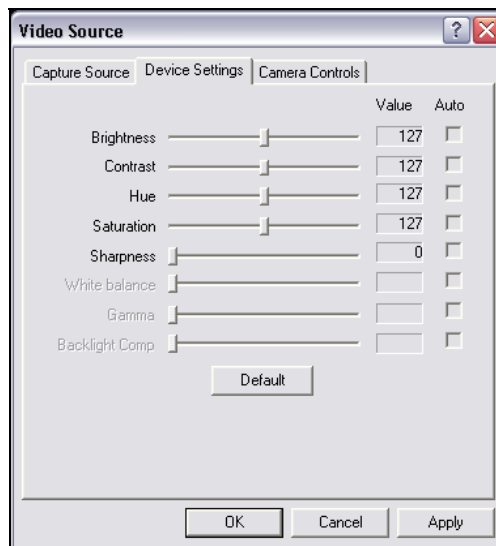 Video Source
?
Capture Source Device Settings Camera Controls
Value Auto
Brightness 127
Contrast 127
Hue 127
Saturation 127
Sharpness 0
White balance
Gamma
Backlight Comp
Default
OK Cancel Apply